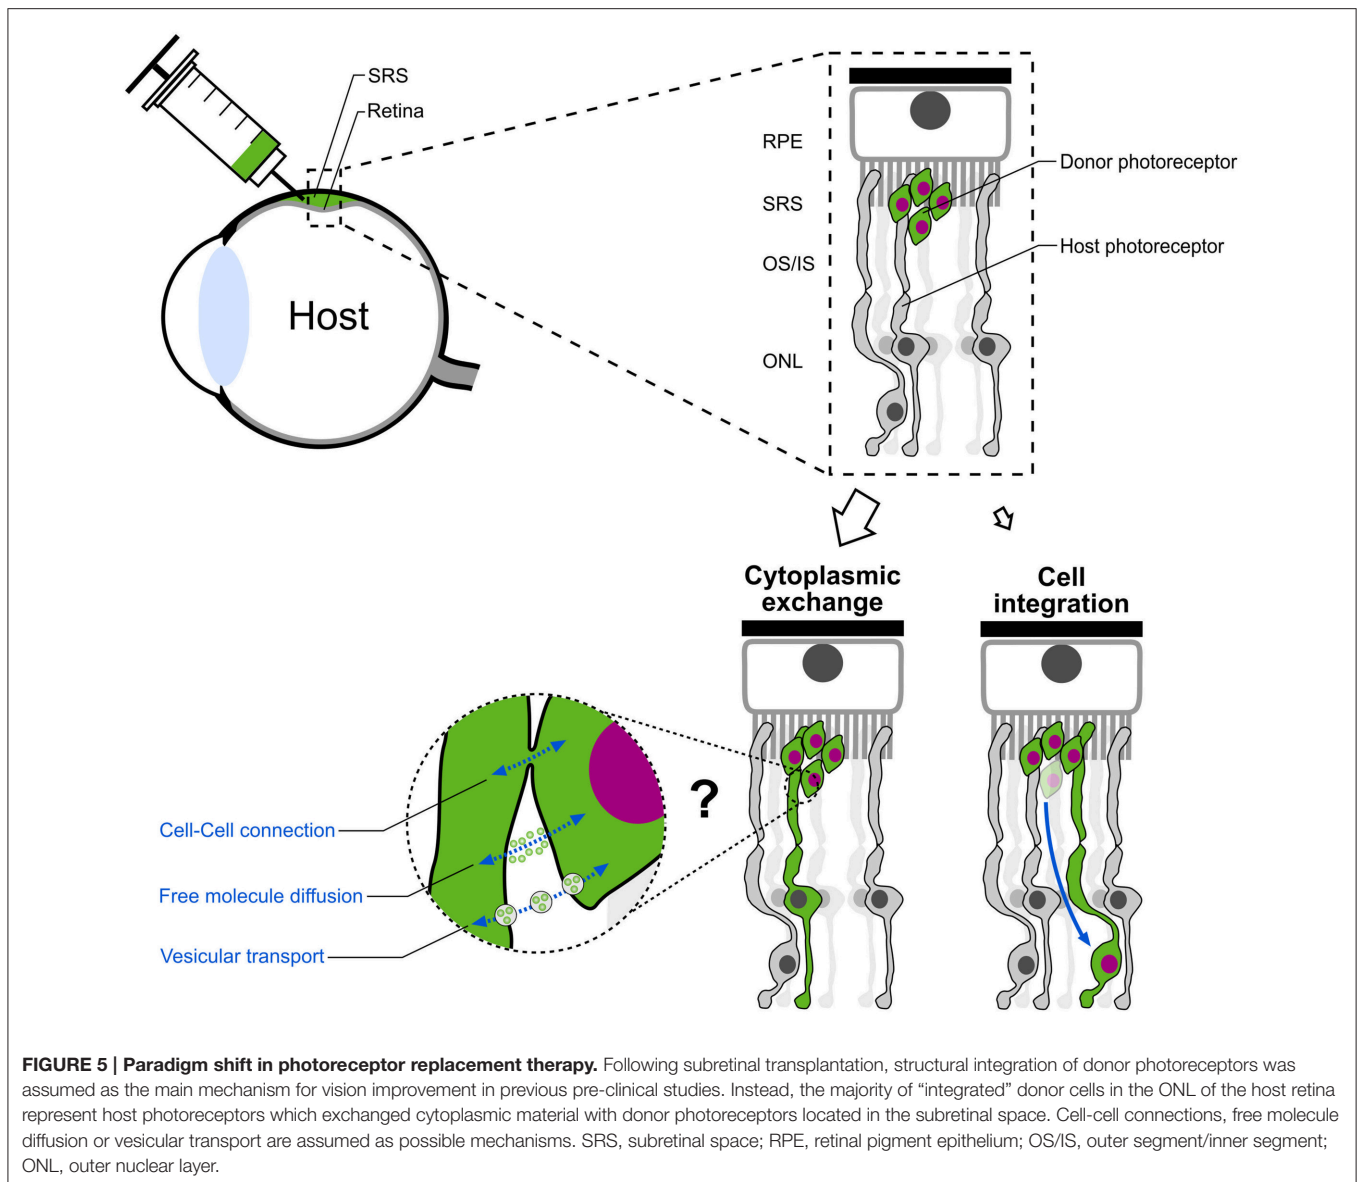 SRS
Retina
Host
RPE
SRS
OS/IS
ONL
Donor photoreceptor
Host photoreceptor
Cytoplasmic
exchange
Cell
integration
?
Cell-Cell connection
Free molecule diffusion
Vesicular transport
FIGURE 5 | Paradigm shift in photoreceptor replacement therapy. Following subretinal transplantation, structural integration of donor photoreceptors was
assumed as the main mechanism for vision improvement in previous pre-clinical studies. Instead, the majority of “integrated” donor cells in the ONL of the host retina
represent host photoreceptors which exchanged cytoplasmic material with donor photoreceptors located in the subretinal space. Cell-cell connections, free molecule
diffusion or vesicular transport are assumed as possible mechanisms. SRS, subretinal space; RPE, retinal pigment epithelium; OS/IS, outer segment/inner segment;
ONL, outer nuclear layer.